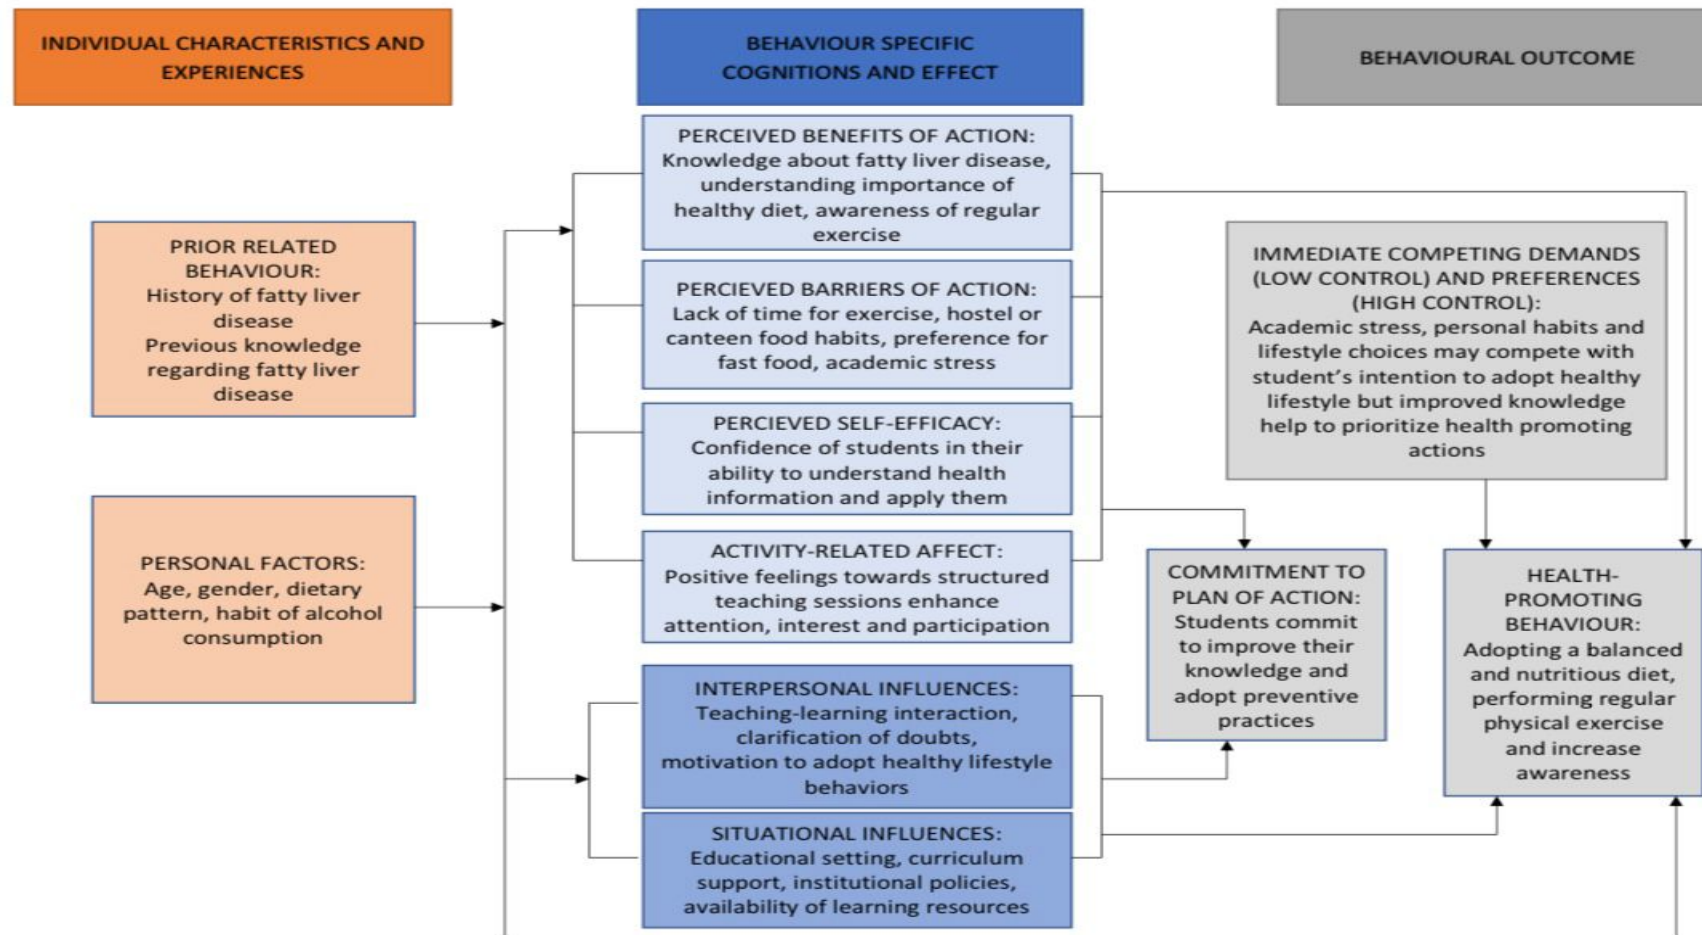 INDIVIDUAL CHARACTERISTICS AND
EXPERIENCES
BEHAVIOUR SPECIFIC
COGNITIONS AND EFFECT
BEHAVIOURAL OUTCOME
PRIOR RELATED
BEHAVIOUR:
History of fatty liver
disease
Previous knowledge
regarding fatty liver
disease
PERSONAL FACTORS:
Age, gender, dietary
pattern, habit of alcohol
consumption
PERCEIVED BENEFITS OF ACTION:
Knowledge about fatty liver disease,
understanding importance of
healthy diet, awareness of regular
exercise
PERCIEVED BARRIERS OF ACTION:
Lack of time for exercise, hostel or
canteen food habits, preference for
fast food, academic stress
PERCIEVED SELF-EFFICACY:
Confidence of students in their
ability to understand health
information and apply them
ACTIVITY-RELATED AFFECT:
Positive feelings towards structured
teaching sessions enhance
attention, interest and participation
INTERPERSONAL INFLUENCES:
Teaching-learning interaction,
clarification of doubts,
motivation to adopt healthy lifestyle
behaviors
SITUATIONAL INFLUENCES:
Educational setting, curriculum
support, institutional policies,
availability of learning resources
IMMEDIATE COMPETING DEMANDS
(LOW CONTROL) AND PREFERENCES
(HIGH CONTROL):
Academic stress, personal habits and
lifestyle choices may compete with
student’s intention to adopt healthy
lifestyle but improved knowledge
help to prioritize health promoting
actions
COMMITMENT TO
PLAN OF ACTION:
Students commit
to improve their
knowledge and
adopt preventive
practices
HEALTH-
PROMOTING
BEHAVIOUR:
Adopting a balanced
and nutritious diet,
performing regular
physical exercise
and increase
awareness